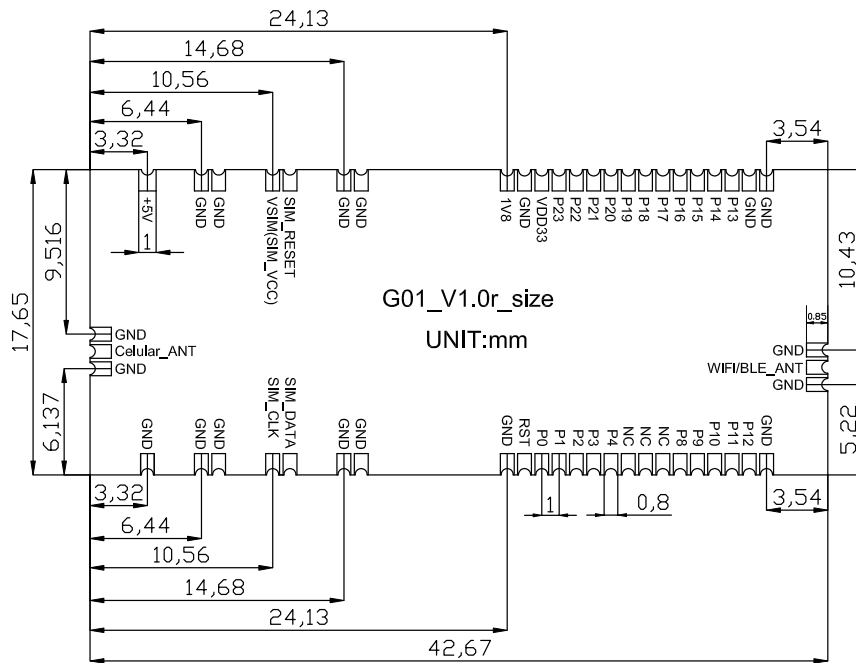 24,13
14,68
10,56
6,44
3,32
3,54
+5V
GND
GND
VSIM(SIM_VCC)
SIM_RESET
GND
GND
1V8
GND
VDD33
P23
P22
P21
P20
P19
P18
P17
P16
P15
P14
P13
GND
GND
1
9,516
17,65
10,43
G01_V1.0r_size
UNIT:mm
0.85
GND
Celular_ANT
GND
GND
WIFI/BLE_ANT
GND
6,137
5,22
GND
GND
GND
SIM_CLK
SIM_DATA
GND
GND
GND
RST
P0
P1
P2
P3
P4
NC
NC
NC
P8
P9
P10
P11
P12
GND
3,32
1
0,8
3,54
6,44
10,56
14,68
24,13
42,67